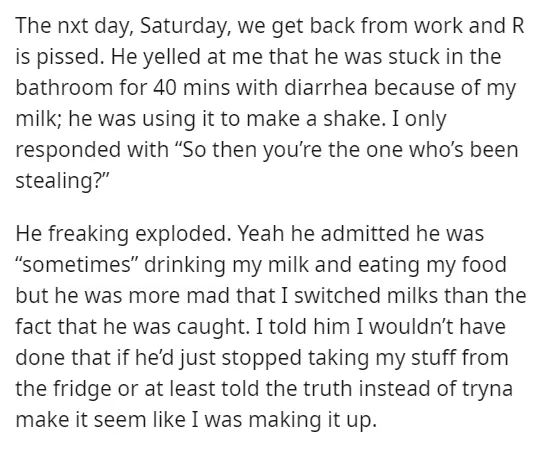 The nxt day, Saturday, we get back from work and R
is pissed. He yelled at me that he was stuck in the
bathroom for 40 mins with diarrhea because of my
milk; he was using it to make a shake. I only
responded with “So then you’re the one who’s been
stealing?”
He freaking exploded. Yeah he admitted he was
“sometimes” drinking my milk and eating my food
but he was more mad that I switched milks than the
fact that he was caught. I told him I wouldn’t have
done that if he’d just stopped taking my stuff from
the fridge or at least told the truth instead of tryna
make it seem like I was making it up.